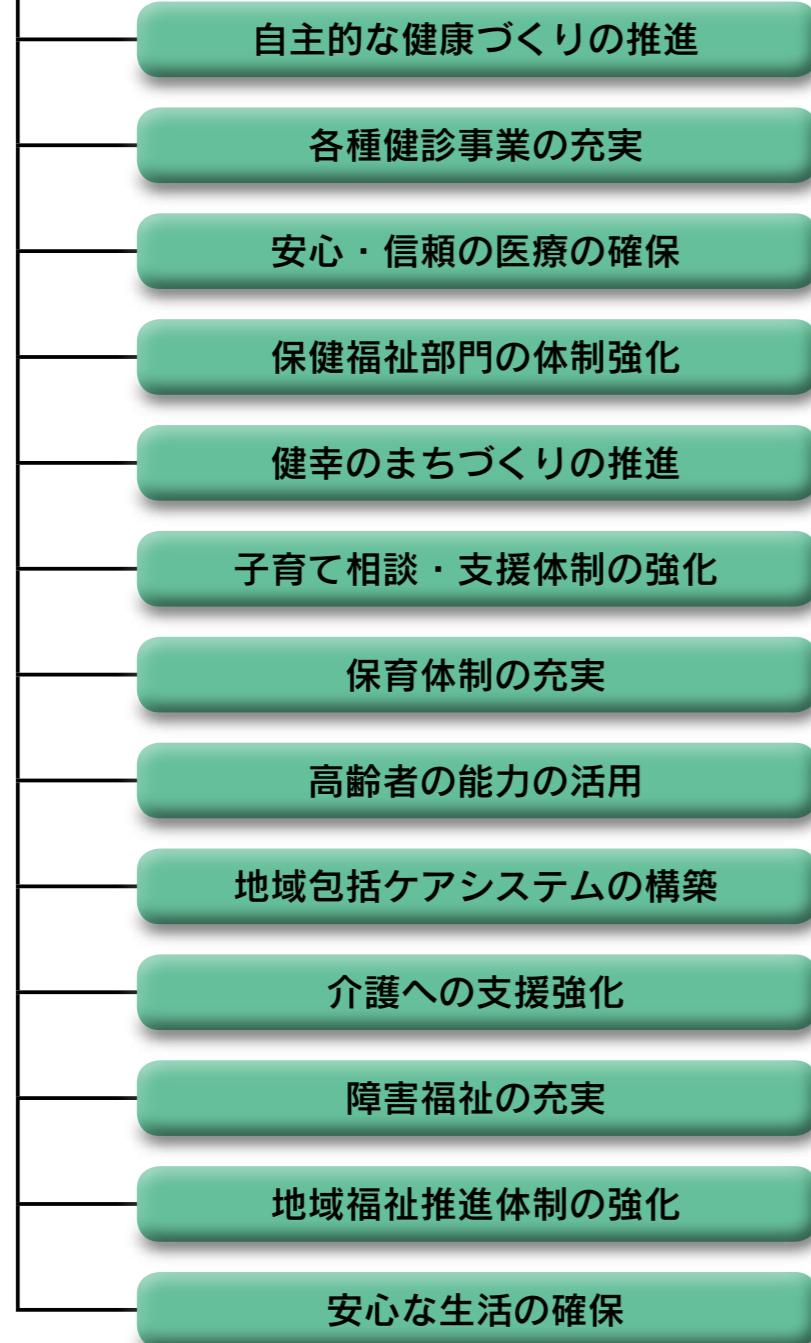 自主的な健康づくりの推進
各種健診事業の充実
安心・信頼の医療の確保
保健福祉部門の体制強化
健幸のまちづくりの推進
子育て相談・支援体制の強化
保育体制の充実
高齢者の能力の活用
地域包括ケアシステムの構築
介護への支援強化
障害福祉の充実
地域福祉推進体制の強化
安心な生活の確保